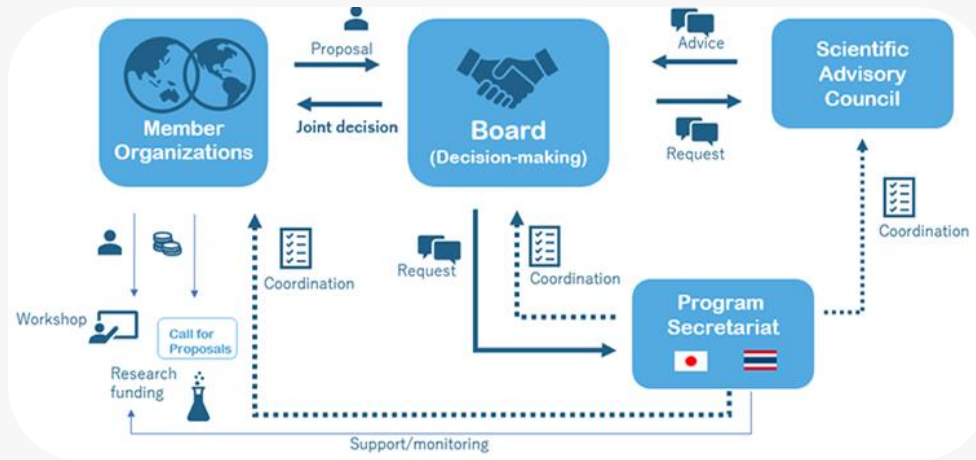 Proposal
Advice
Scientific
Advisory
Council
Member
Organizations
Joint decision
Board
(Decision-making)
Request
Coordination
Request
Coordination
Coordination
Program
Secretariat
Workshop
Call for
Proposals
Research
funding
Support/monitoring